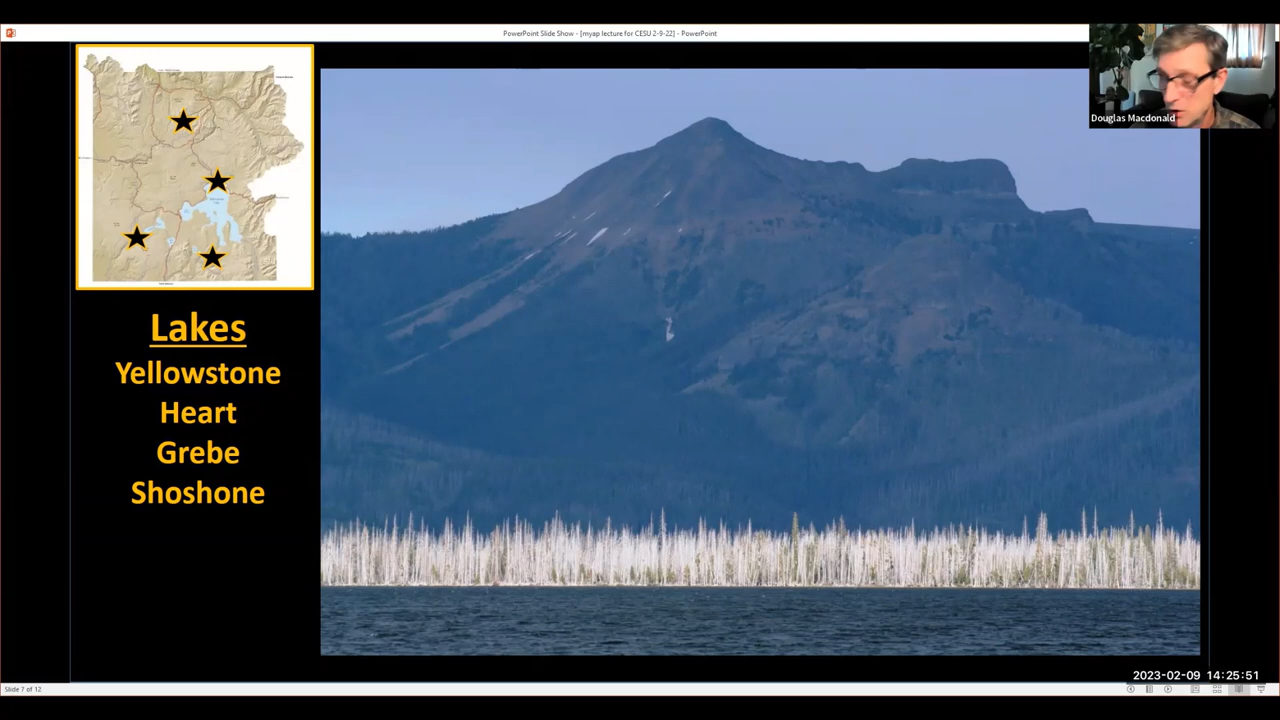 PowerPoint Slide Show - [myap lecture for CESU 2-9-22] - PowerPoint
Douglas Macdonald
Lakes
Yellowstone
Heart
Grebe
Shoshone
2023-02-09 14:25:51
Slide 7 of 12